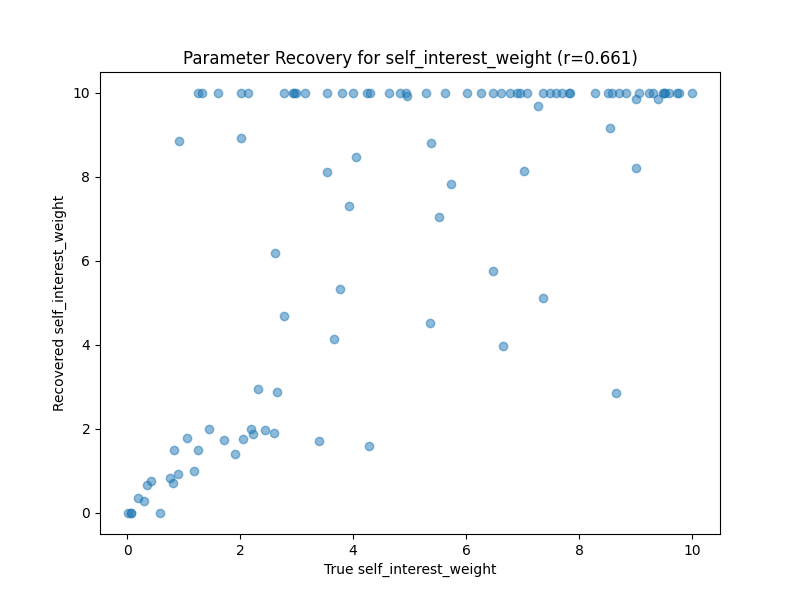 Parameter Recovery for self_interest_weight (r=0.661)
Recovered self_interest_weight
10
8
6
4
2
0
0 2 4 6 8 10
True self_interest_weight